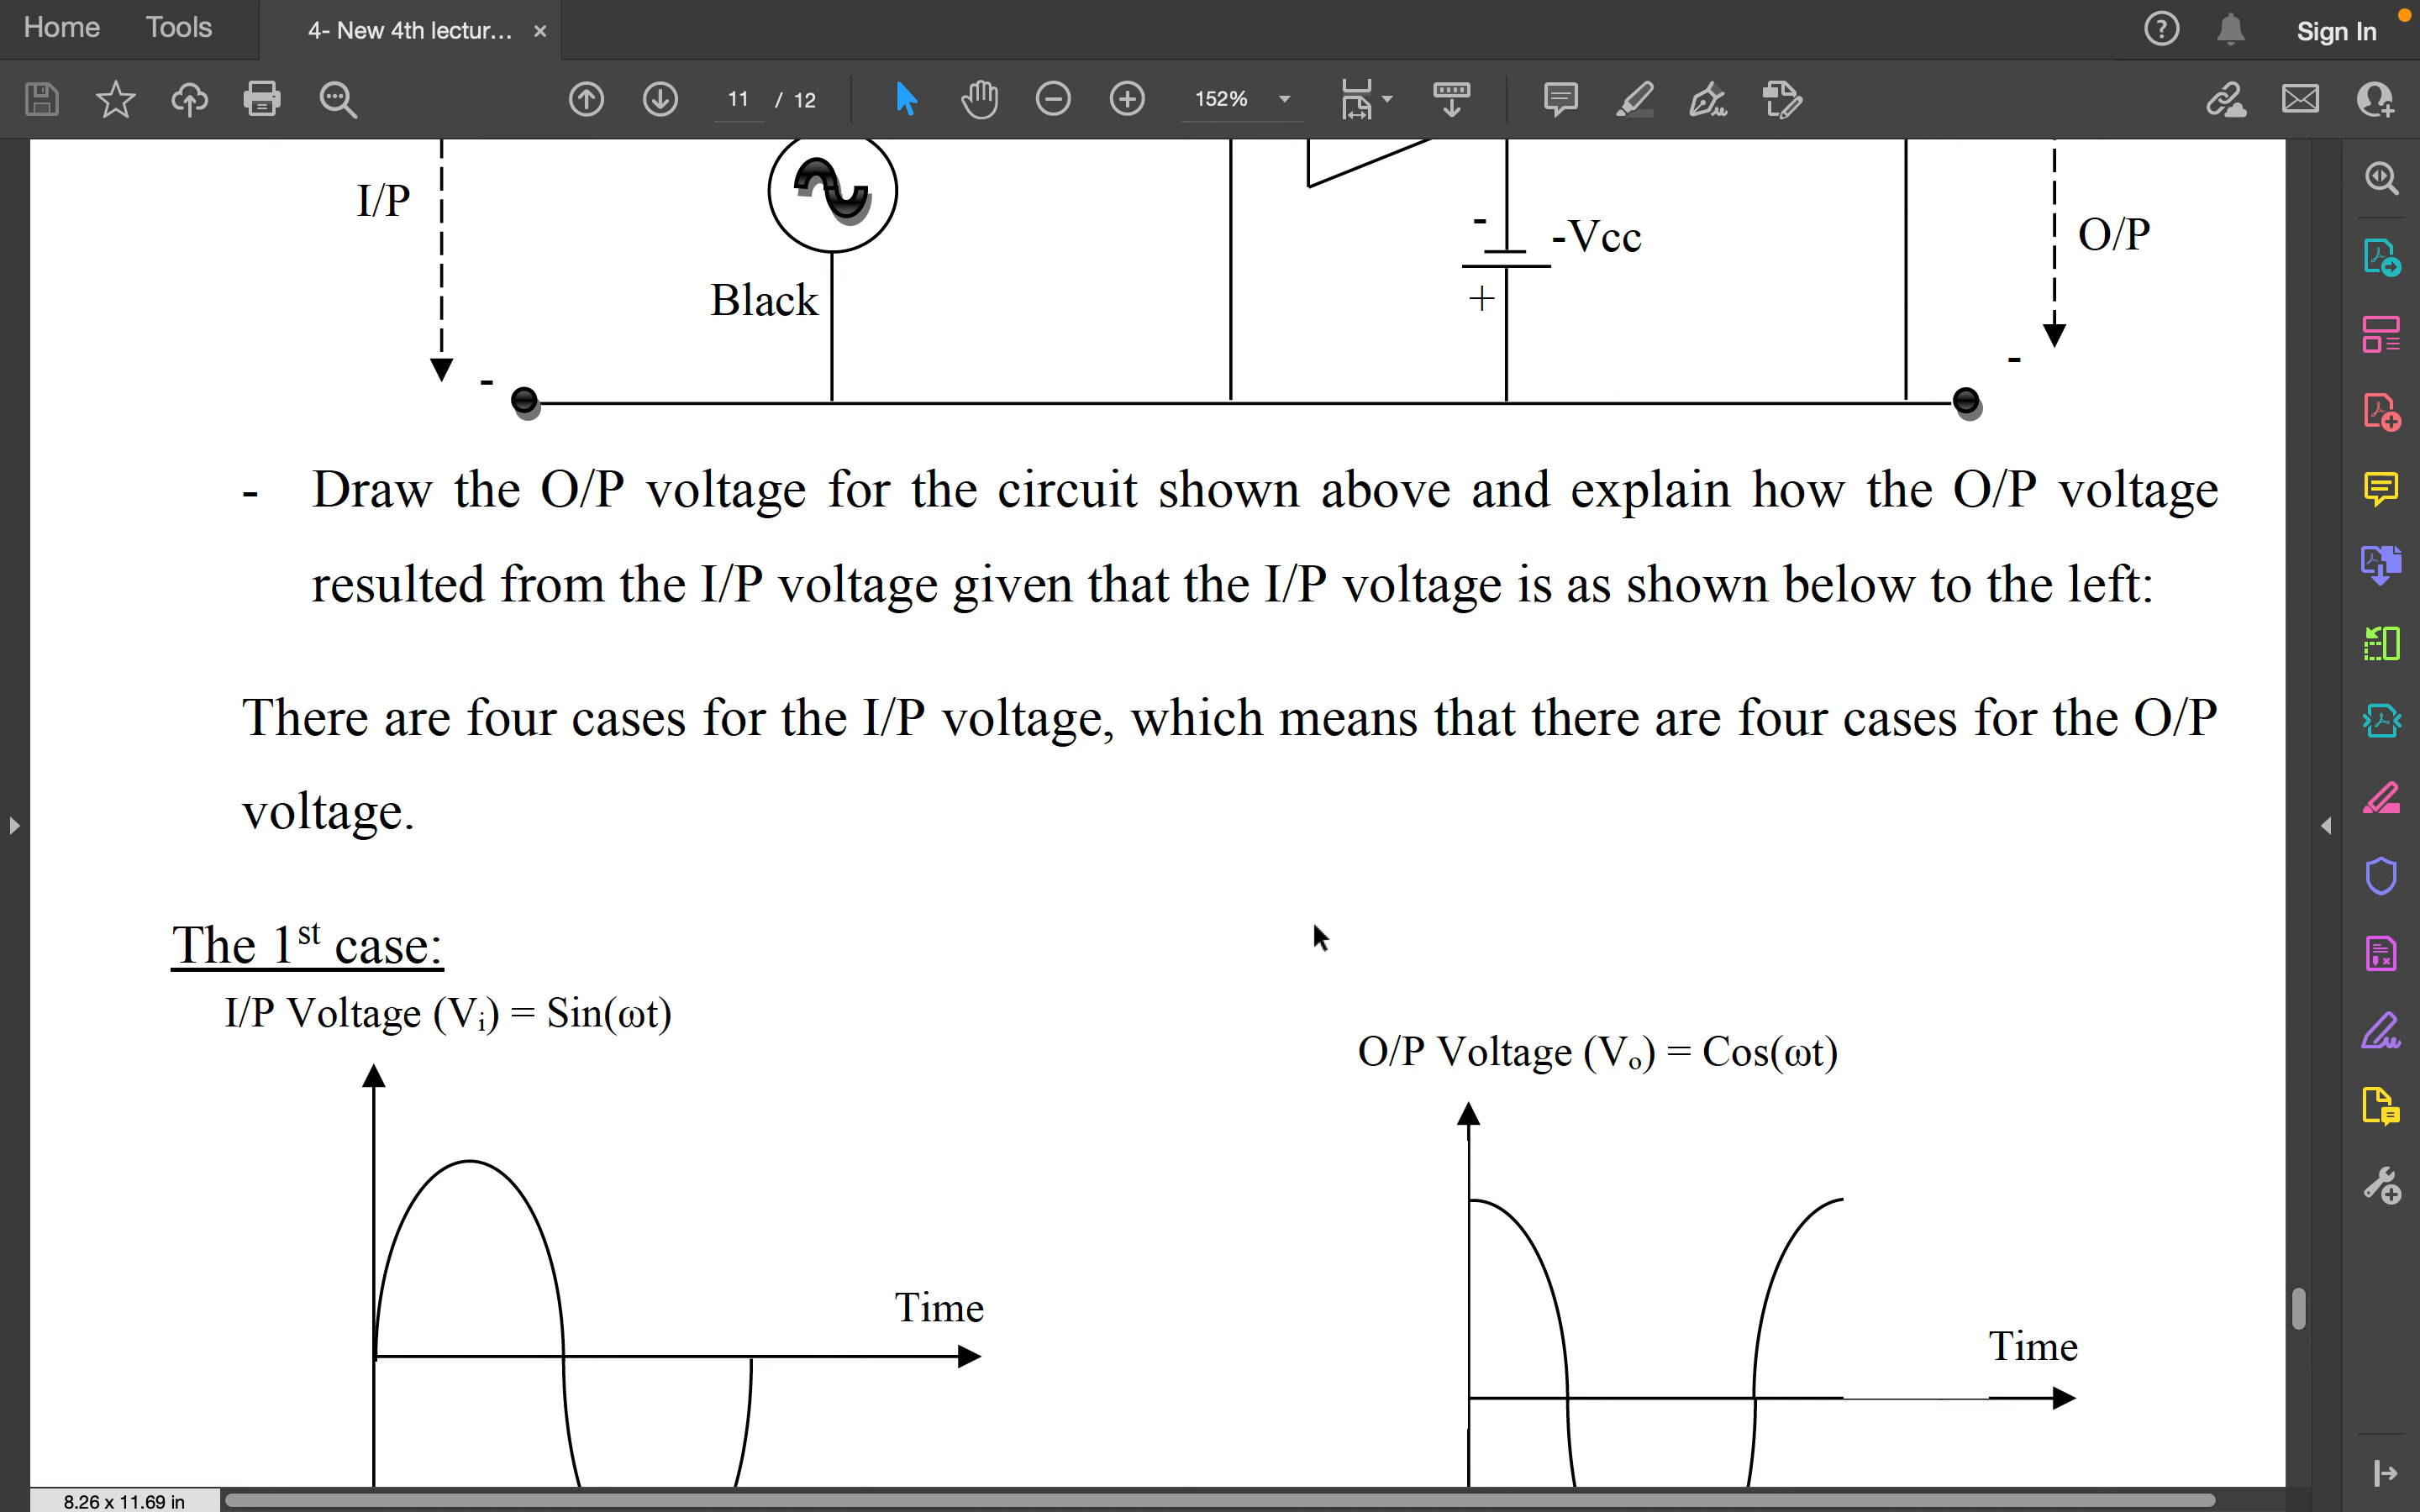 Home Tools 4- New 4th lectur... × Sign In
11 / 12 152%
I/P
- -Vcc
O/P
Black
+
- -
- Draw the O/P voltage for the circuit shown above and explain how the O/P voltage
resulted from the I/P voltage given that the I/P voltage is as shown below to the left:
There are four cases for the I/P voltage, which means that there are four cases for the O/P
voltage.
The 1st case:
I/P Voltage (Vi) = Sin(ωt)
O/P Voltage (Vo) = Cos(ωt)
Time
Time
8.26 x 11.69 in